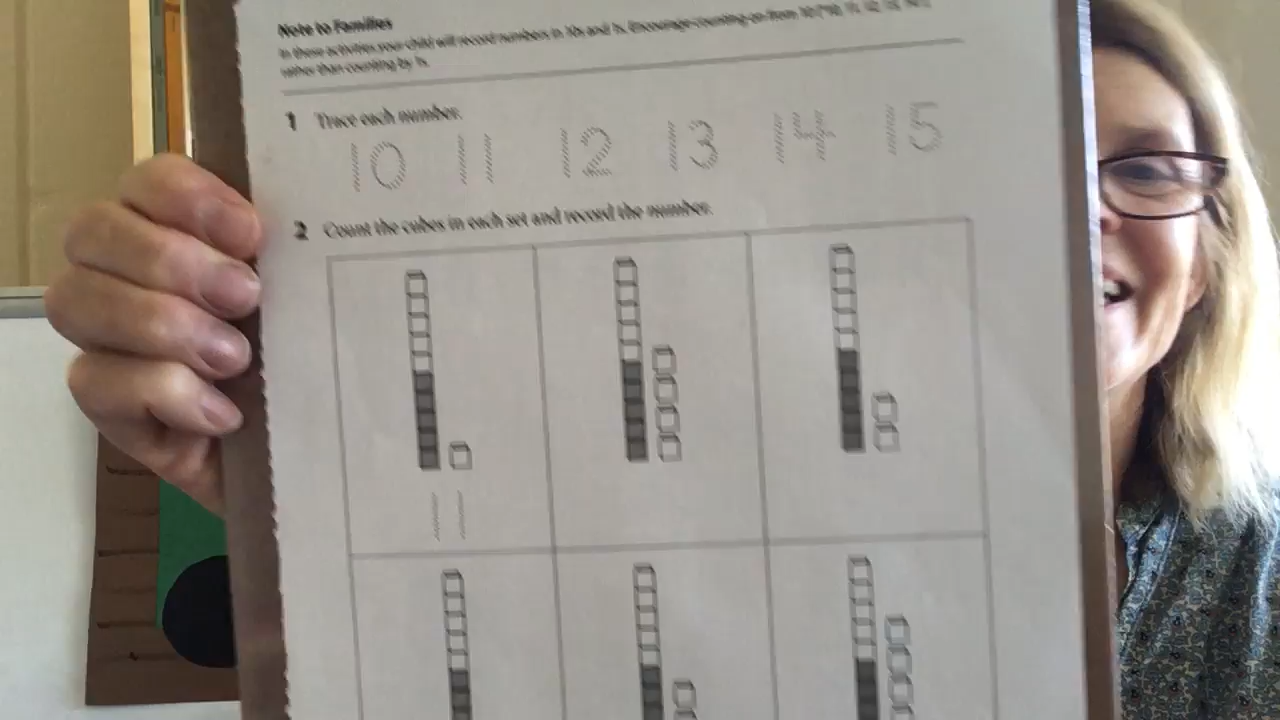 Note to Families
In these activities your child will record numbers in 10s and 1s. Encourage counting on from 10 ("10, 11, 12, 13, 14")
rather than counting by 1s.
1 Trace each number.
10 11 12 13 14 15
2 Count the cubes in each set and record the number.
11